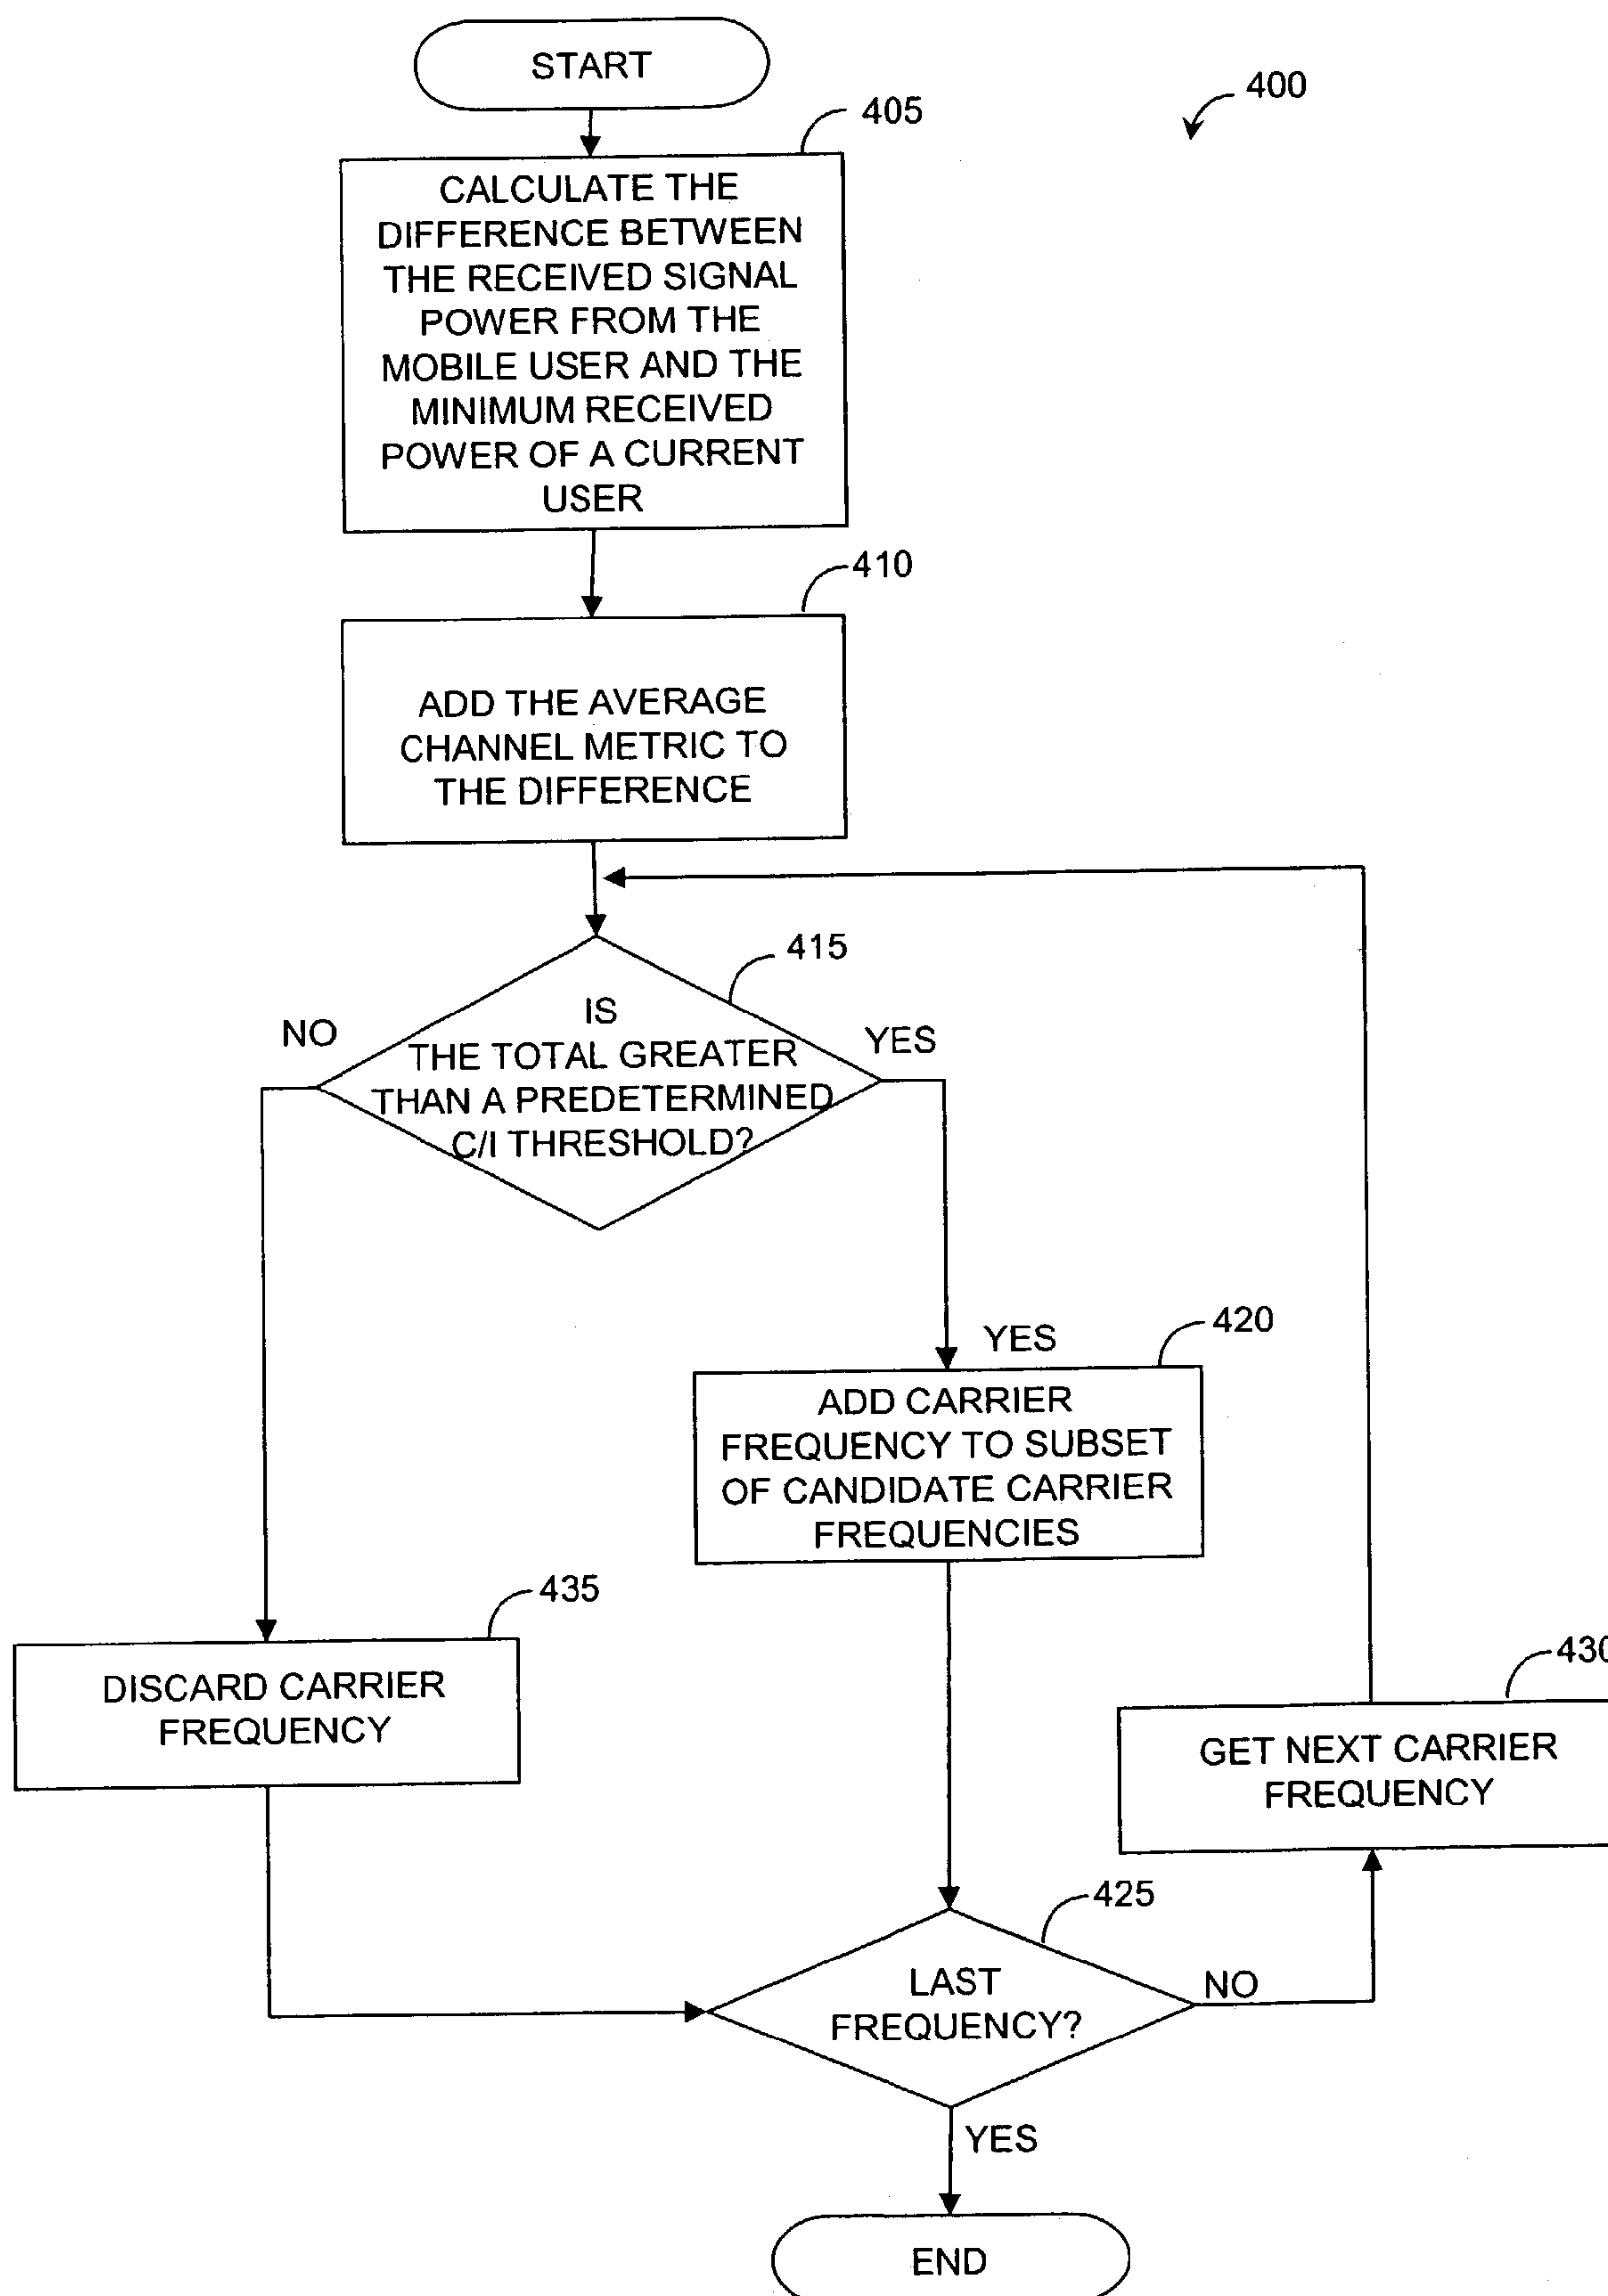 START
400
405
CALCULATE THE
DIFFERENCE BETWEEN
THE RECEIVED SIGNAL
POWER FROM THE
MOBILE USER AND THE
MINIMUM RECEIVED
POWER OF A CURRENT
USER
410
ADD THE AVERAGE
CHANNEL METRIC TO
THE DIFFERENCE
415
NO
IS
THE TOTAL GREATER
THAN A PREDETERMINED
C/I THRESHOLD?
YES
YES
420
ADD CARRIER
FREQUENCY TO SUBSET
OF CANDIDATE CARRIER
FREQUENCIES
435
DISCARD CARRIER
FREQUENCY
430
GET NEXT CARRIER
FREQUENCY
425
LAST
FREQUENCY?
NO
YES
END